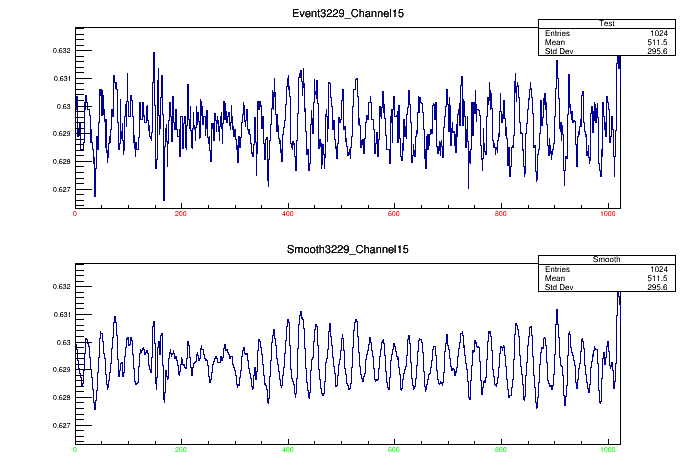 Event3229_Channel15
Test
Entries 1024
Mean 511.5
Std Dev 295.6
0.632
0.631
0.63
0.629
0.628
0.627
0 200 400 600 800 1000
Smooth3229_Channel15
Smooth
Entries 1024
Mean 511.5
Std Dev 295.6
0.632
0.631
0.63
0.629
0.628
0.627
0 200 400 600 800 1000